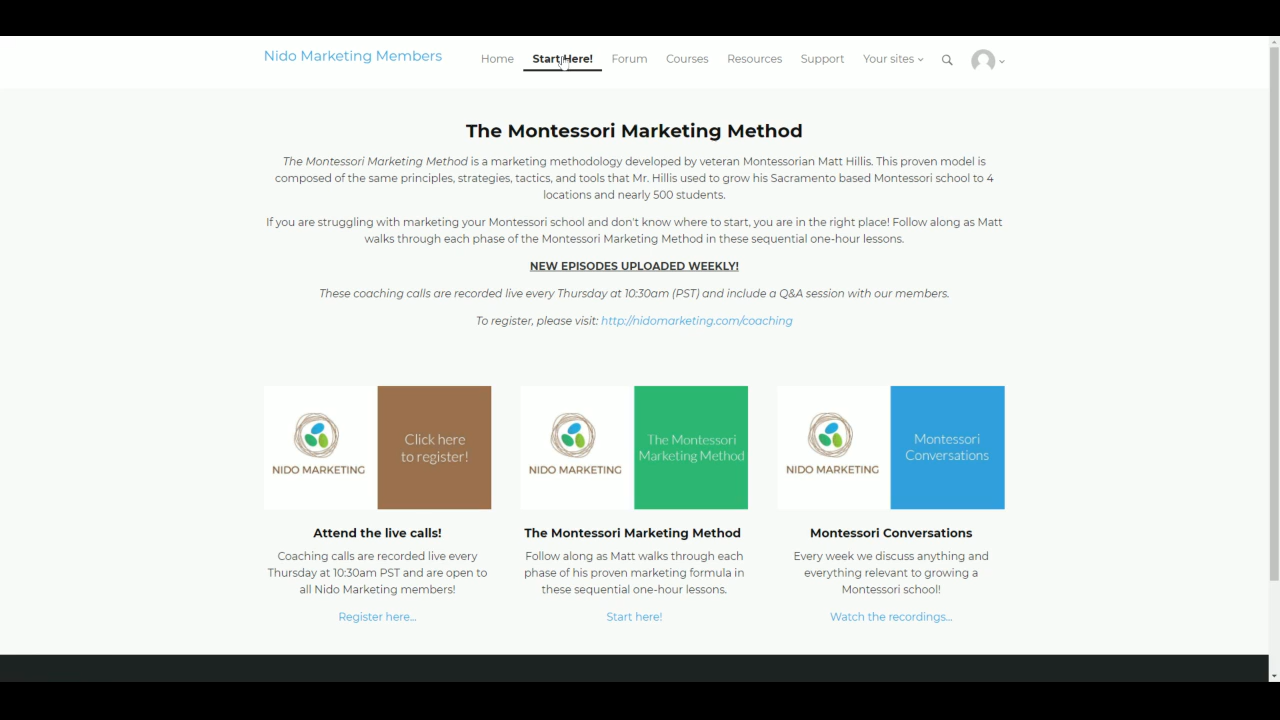 Nido Marketing Members
Home
Start Here!
Forum
Courses
Resources
Support
Your sites
The Montessori Marketing Method
The Montessori Marketing Method is a marketing methodology developed by veteran Montessorian Matt Hillis. This proven model is
composed of the same principles, strategies, tactics, and tools that Mr. Hillis used to grow his Sacramento based Montessori school to 4
locations and nearly 500 students.
If you are struggling with marketing your Montessori school and don't know where to start, you are in the right place! Follow along as Matt
walks through each phase of the Montessori Marketing Method in these sequential one-hour lessons.
NEW EPISODES UPLOADED WEEKLY!
These coaching calls are recorded live every Thursday at 10:30am (PST) and include a Q&A session with our members.
To register, please visit: http://nidomarketing.com/coaching
NIDO MARKETING
Click here
to register!
Attend the live calls!
Coaching calls are recorded live every
Thursday at 10:30am PST and are open to
all Nido Marketing members!
Register here...
NIDO MARKETING
The Montessori
Marketing Method
The Montessori Marketing Method
Follow along as Matt walks through each
phase of his proven marketing formula in
these sequential one-hour lessons.
Start here!
NIDO MARKETING
Montessori
Conversations
Montessori Conversations
Every week we discuss anything and
everything relevant to growing a
Montessori school!
Watch the recordings...